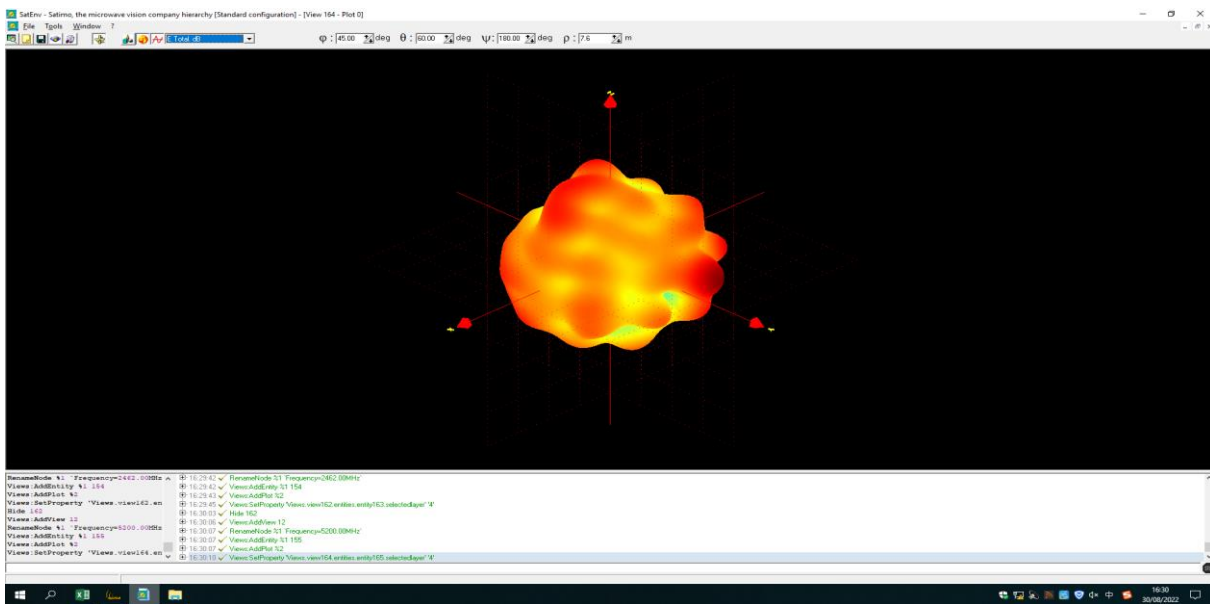 SatEnv - Satimo, the microwave vision company hierarchy [Standard configuration] - [View 164 - Plot 0]
File Tools Window ?
E Total dB φ : 45.00 deg θ : 60.00 deg ψ: 180.00 deg ρ : 7.6 m
RenameNode %1 'Frequency=2462.00MHz
Views:AddEntity %1 154
Views:AddPlot %2
Views:SetProperty 'Views.view162.en
Hide 162
Views:AddView 12
RenameNode %1 'Frequency=5200.00MHz
Views:AddEntity %1 155
Views:AddPlot %2
Views:SetProperty 'Views.view164.en
16:29:42 RenameNode %1 'Frequency=2462.00MHz'
16:29:42 Views:AddEntity %1 154
16:29:43 Views:AddPlot %2
16:29:45 Views:SetProperty 'Views.view162.entities.entity163.selectedlayer' '4'
16:30:03 Hide 162
16:30:06 Views:AddView 12
16:30:07 RenameNode %1 'Frequency=5200.00MHz'
16:30:07 Views:AddEntity %1 155
16:30:07 Views:AddPlot %2
16:30:10 Views:SetProperty 'Views.view164.entities.entity165.selectedlayer' '4'
中
16:30
30/08/2022